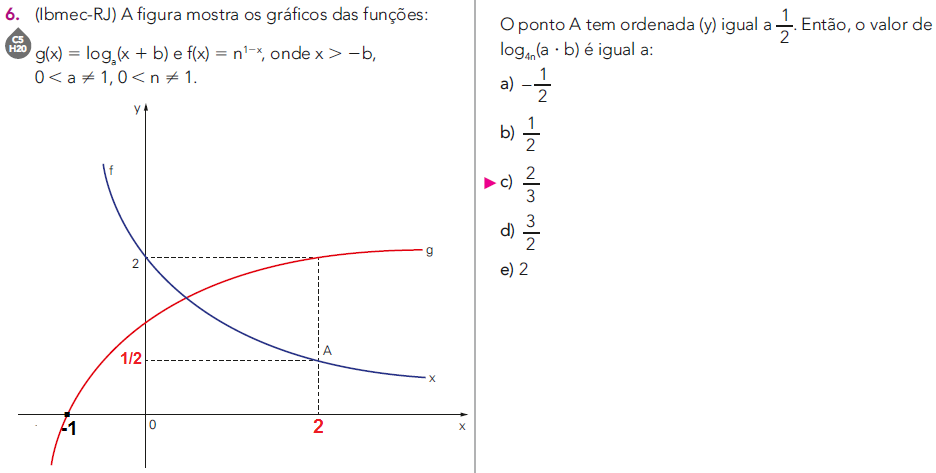 6. (Ibmec-RJ) A figura mostra os gráficos das funções:
C5
H20
g(x) = logₐ(x + b) e f(x) = n¹⁻ˣ, onde x > −b,
0 < a ≠ 1, 0 < n ≠ 1.
y
f
g
2
A
1/2
x
-1
0
2
x
O ponto A tem ordenada (y) igual a 1/2. Então, o valor de
log₄ₙ(a · b) é igual a:
a) −1/2
b) 1/2
c) 2/3
d) 3/2
e) 2